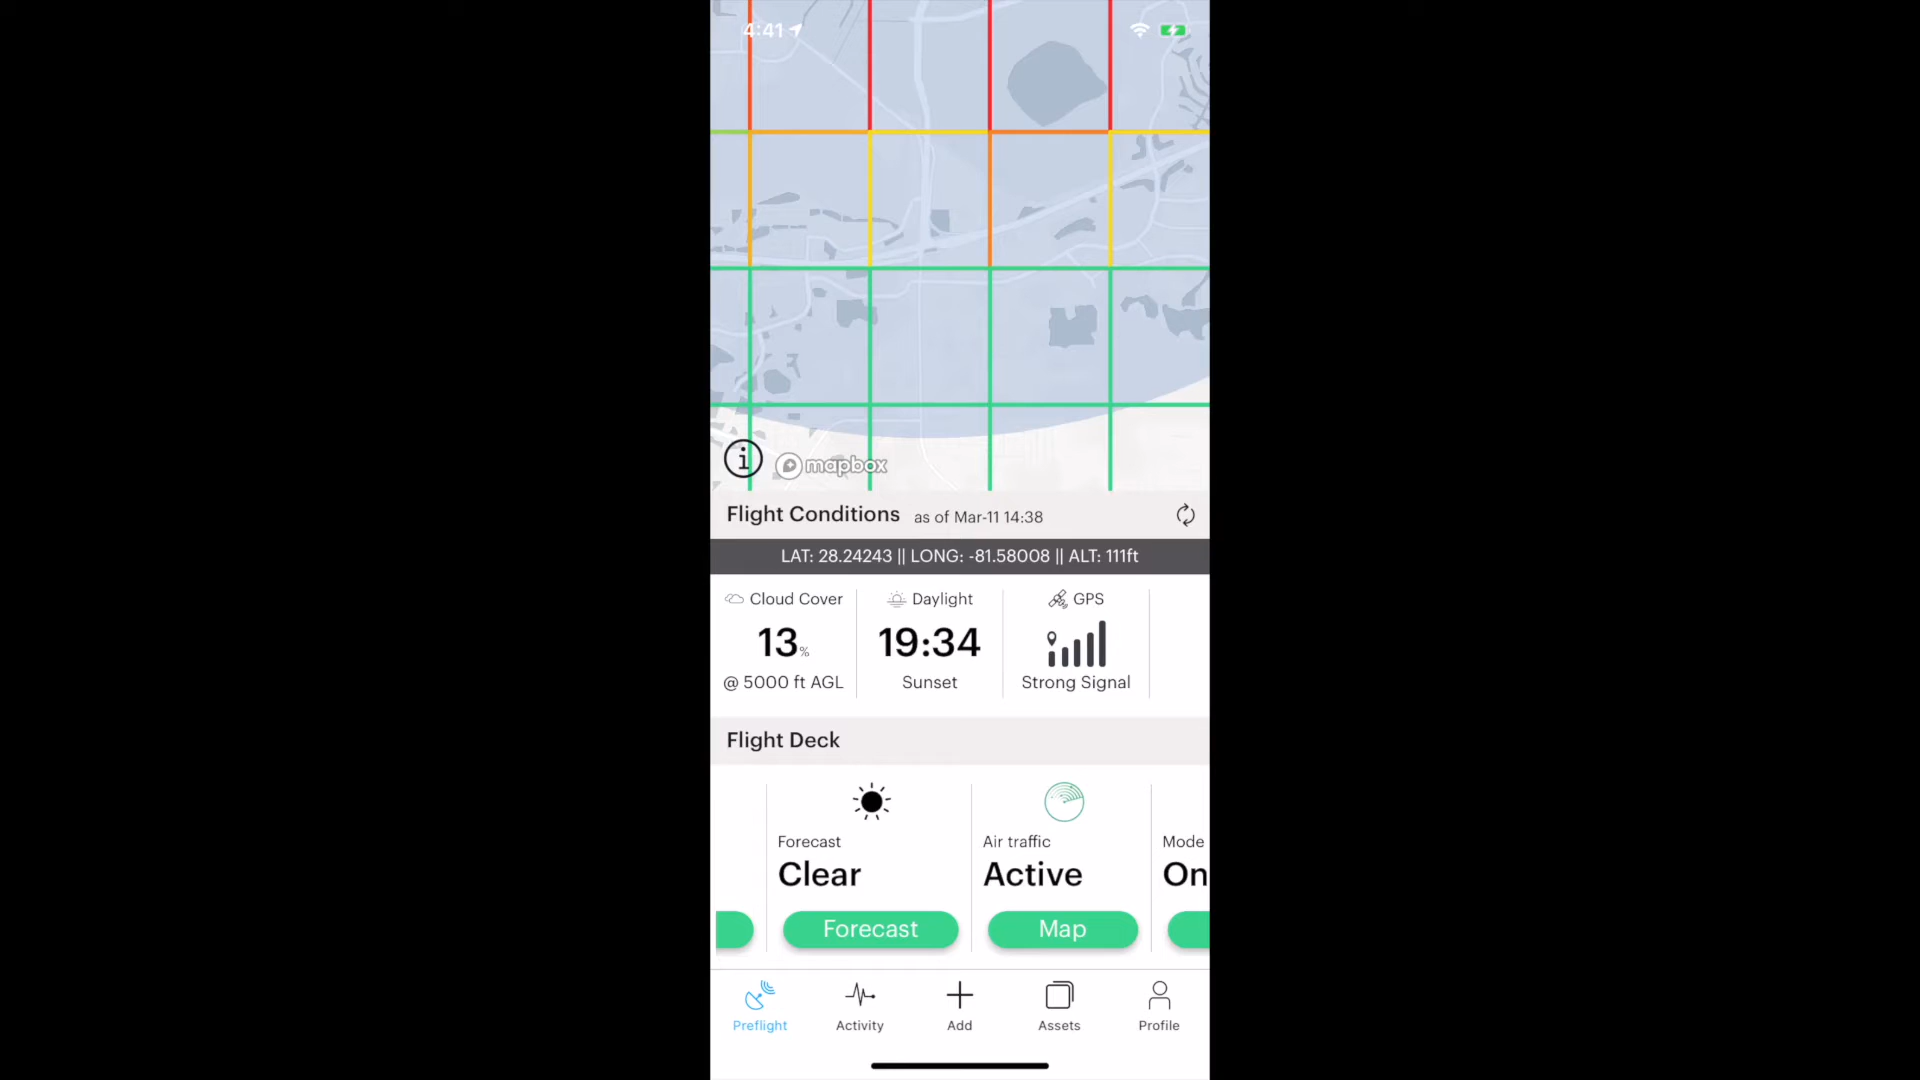 4:41
mapbox
Flight Conditions as of Mar-11 14:38
LAT: 28.24243 || LONG: -81.58008 || ALT: 111ft
Cloud Cover
Daylight
GPS
13%
19:34
@ 5000 ft AGL
Sunset
Strong Signal
Flight Deck
Forecast
Air traffic
Mode
Clear
Active
On
Forecast
Map
Preflight
Activity
Add
Assets
Profile